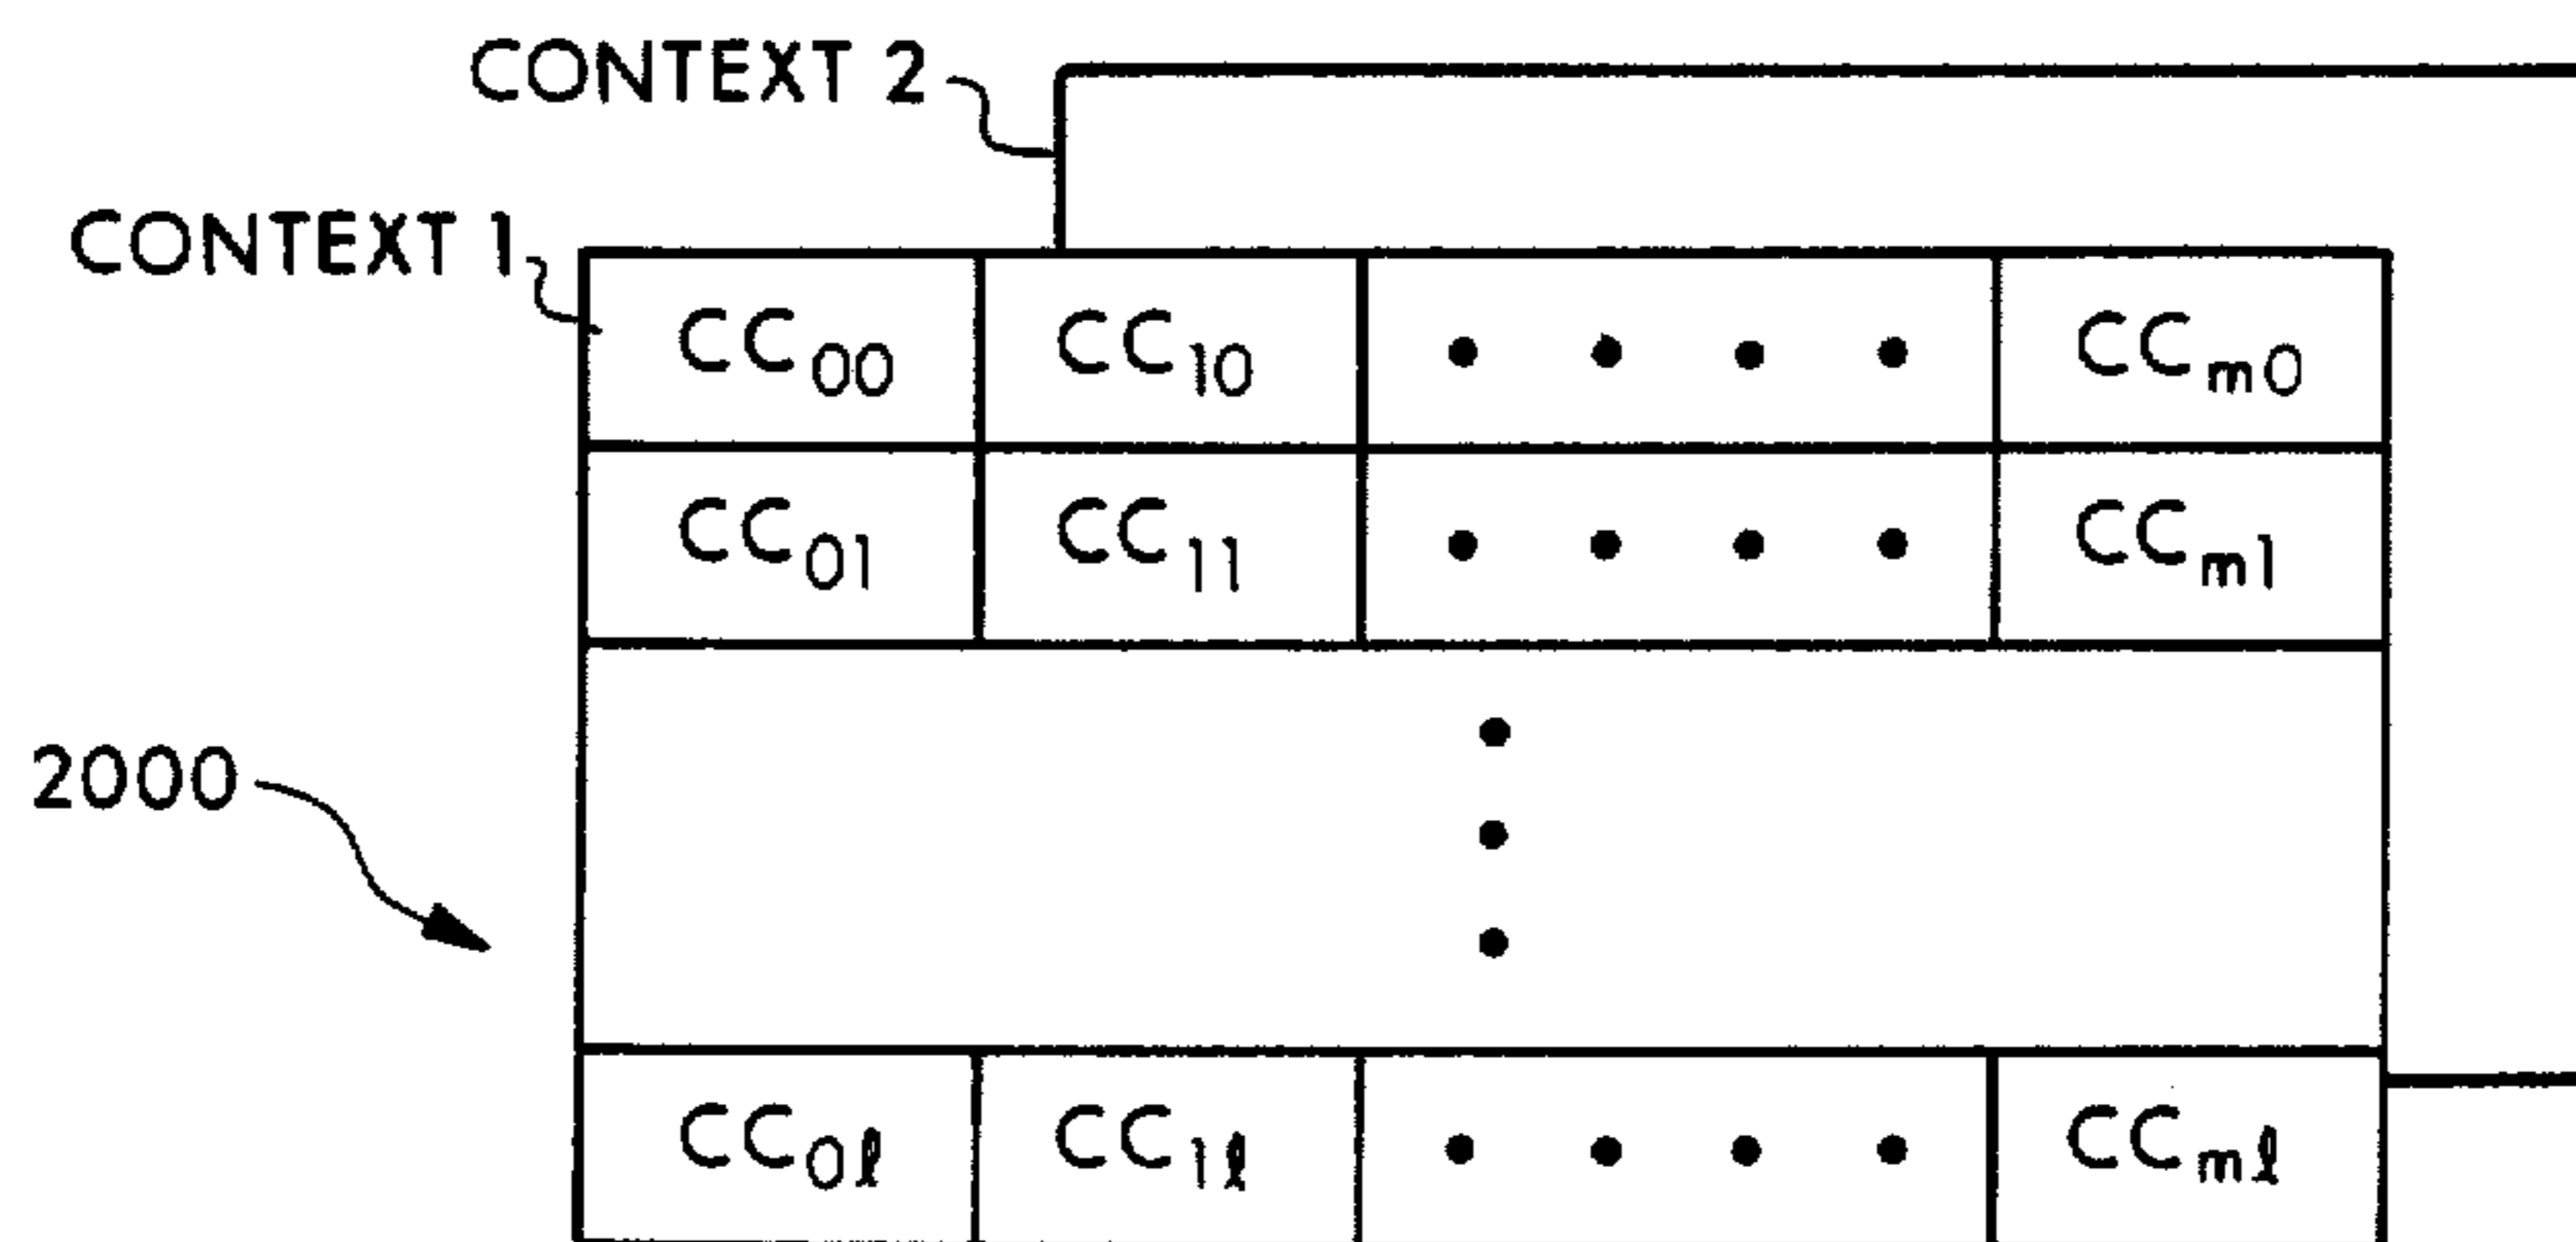 CONTEXT 2
CONTEXT 1
CC00 CC10 • • • • CCm0
CC01 CC11 • • • • CCm1
2000
CC0ℓ CC1ℓ • • • • CCmℓ